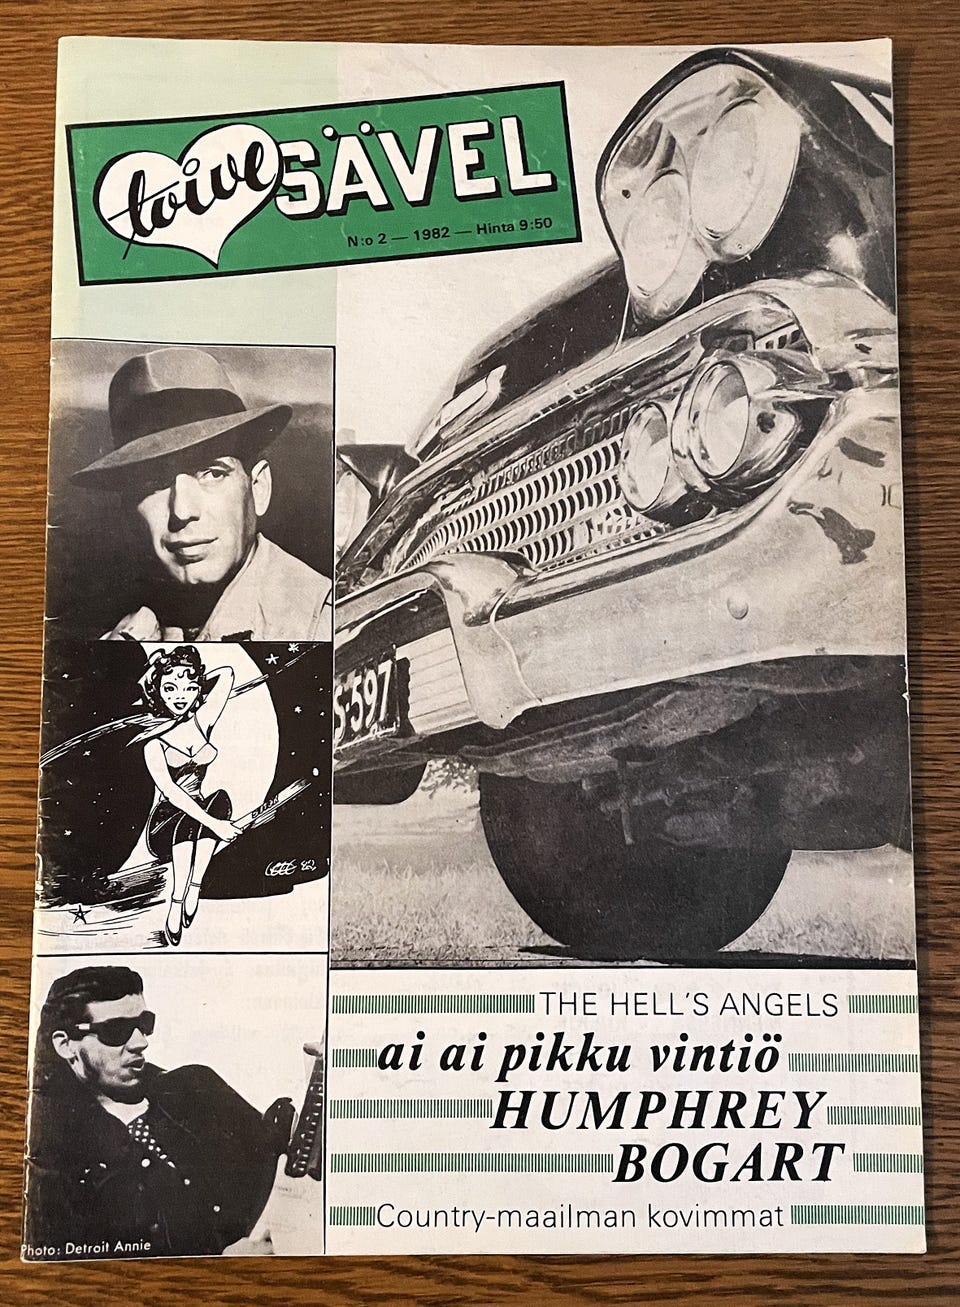 toive SÄVEL
N:o 2 — 1982 — Hinta 9:50
S-597
82
THE HELL'S ANGELS
ai ai pikku vintiö
HUMPHREY
BOGART
Country-maailman kovimmat
Photo: Detroit Annie